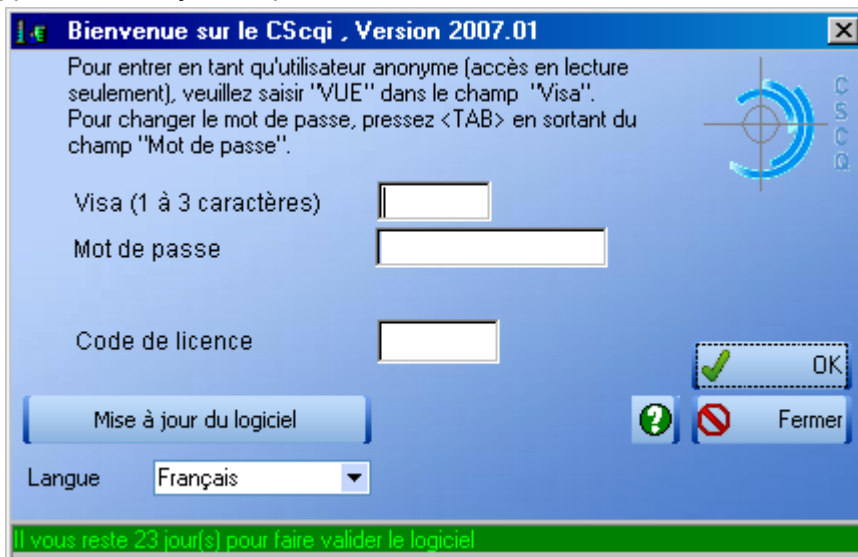 Bienvenue sur le CScqi , Version 2007.01
Pour entrer en tant qu'utilisateur anonyme (accès en lecture
seulement), veuillez saisir "VUE" dans le champ "Visa".
Pour changer le mot de passe, pressez <TAB> en sortant du
champ "Mot de passe".
CSCQ
Visa (1 à 3 caractères)
Mot de passe
Code de licence
OK
Mise à jour du logiciel
?
Fermer
Langue Français
Il vous reste 23 jour(s) pour faire valider le logiciel